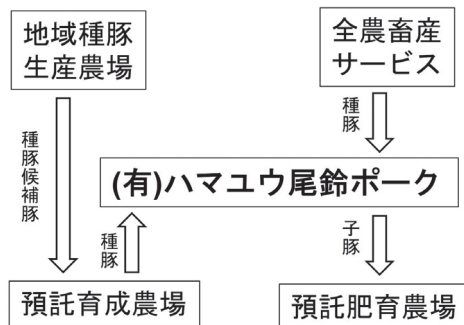 地域種豚
生産農場
全農畜産
サービス
種豚
種豚候補豚
(有)ハマユウ尾鈴ポーク
種豚
子豚
預託育成農場
預託肥育農場